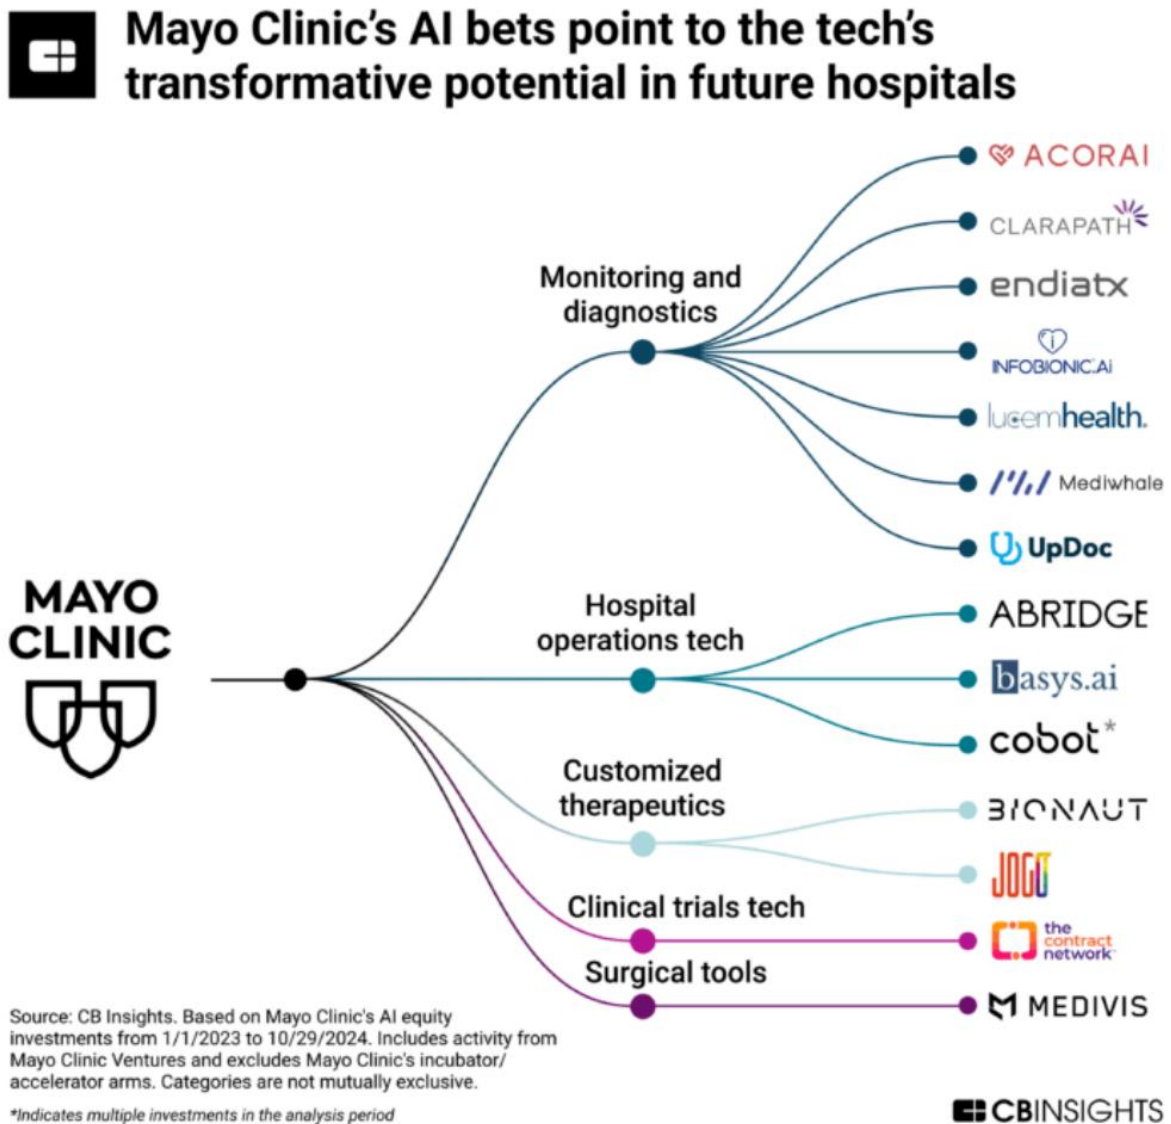 Mayo Clinic's AI bets point to the tech's
transformative potential in future hospitals
ACORAI
CLARAPATH
Monitoring and
diagnostics
endiatx
INFOBIONIC.Ai
lucemhealth.
Mediwhale
UpDoc
MAYO
CLINIC
Hospital
operations tech
ABRIDGE
basys.ai
cobot*
Customized
therapeutics
BIONAUT
JOGO
Clinical trials tech
the
contract
network
Surgical tools
MEDIVIS
Source: CB Insights. Based on Mayo Clinic's AI equity
investments from 1/1/2023 to 10/29/2024. Includes activity from
Mayo Clinic Ventures and excludes Mayo Clinic's incubator/
accelerator arms. Categories are not mutually exclusive.
*Indicates multiple investments in the analysis period
CBINSIGHTS